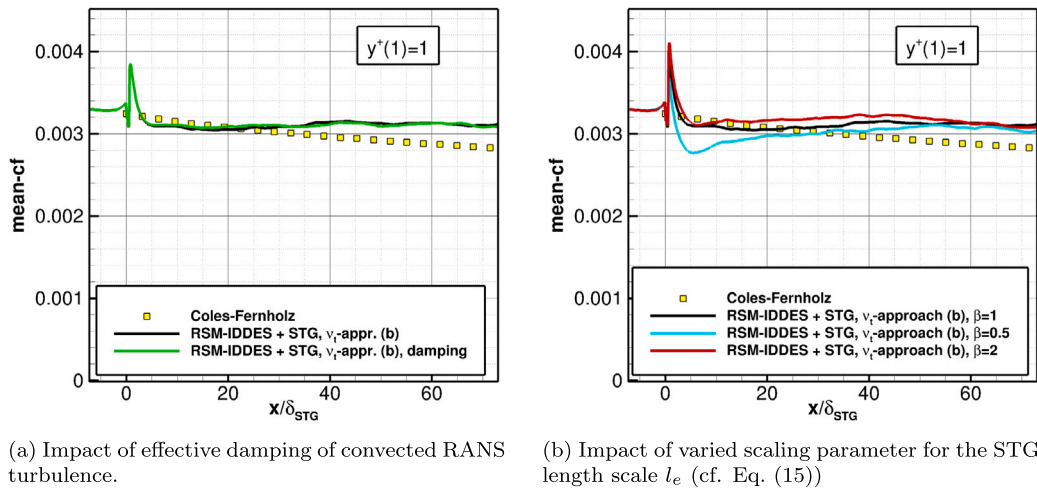 y+(1)=1
0.004
0.003
0.002
0.001
0
mean-cf
Coles-Fernholz
RSM-IDDES + STG, νt-appr. (b)
RSM-IDDES + STG, νt-appr. (b), damping
0 20 40 60
x/δSTG
(a) Impact of effective damping of convected RANS
turbulence.
y+(1)=1
0.004
0.003
0.002
0.001
0
mean-cf
Coles-Fernholz
RSM-IDDES + STG, νt-approach (b), β=1
RSM-IDDES + STG, νt-approach (b), β=0.5
RSM-IDDES + STG, νt-approach (b), β=2
0 20 40 60
x/δSTG
(b) Impact of varied scaling parameter for the STG
length scale le (cf. Eq. (15))